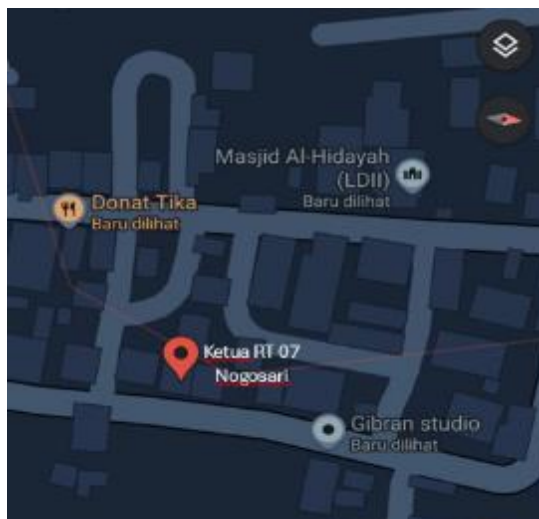 Masjid Al-Hidayah
(LDII)
Baru dilihat
Donat Tika
Baru dilihat
Ketua RT 07
Nogosari
Gibran studio
Baru dilihat